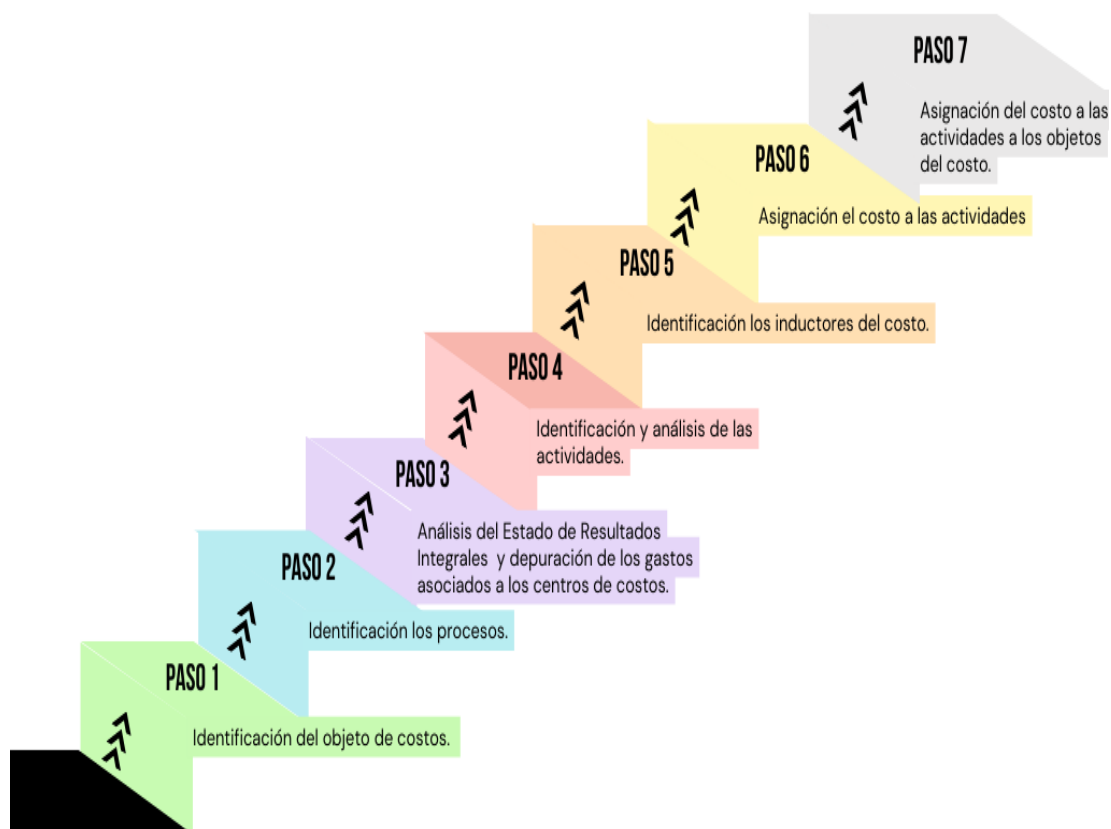 PASO 7
Asignación del costo a las
actividades a los objetos
del costo.
PASO 6
Asignación el costo a las actividades
PASO 5
Identificación los inductores del costo.
PASO 4
Identificación y análisis de las
actividades.
PASO 3
Análisis del Estado de Resultados
Integrales y depuración de los gastos
asociados a los centros de costos.
PASO 2
Identificación los procesos.
PASO 1
Identificación del objeto de costos.